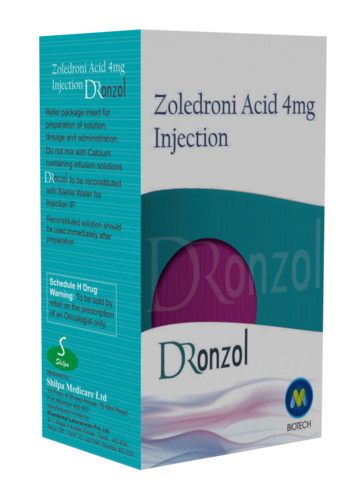 Zoledroni Acid 4mg
Injection DRonzol
Refer package insert for
preparation of solution,
dosage and administration
Do not mix with Calcium
containing infusion solutions
DRonzol to be reconstituted
with Sterile Water for
Injection IP
Reconstituted solution should
be used immediately after
preparation
Schedule H Drug
Warning: To be sold by
retail on the prescription
of an Oncologist only.
S
Shilpa
Shilpa Medicare Ltd
Zoledroni Acid 4mg
Injection
DRonzol
DRonzol
M
BIOTECH